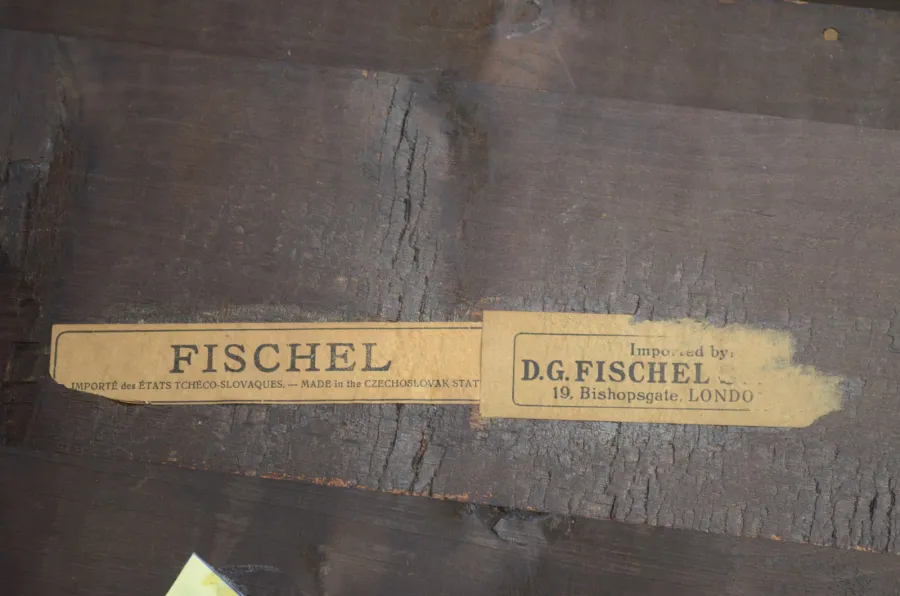 FISCHEL
IMPORTÉ des ÉTATS TCHÉCO-SLOVAQUES. — MADE in the CZECHOSLOVAK STAT
Imported by:
D.G. FISCHEL
19, Bishopsgate, LONDO